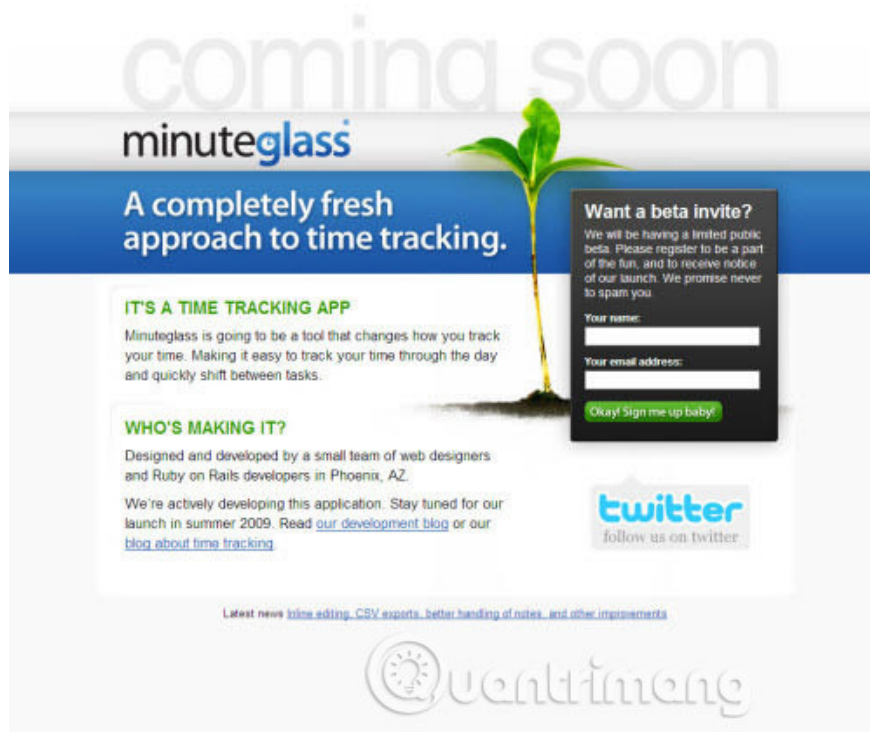 coming soon
minuteglass
A completely fresh
approach to time tracking.
Want a beta invite?
We will be having a limited public
beta. Please register to be a part
of the fun, and to receive notice
of our launch. We promise never
to spam you.
Your name:
Your email address:
Okay! Sign me up baby!
IT'S A TIME TRACKING APP
Minuteglass is going to be a tool that changes how you track
your time. Making it easy to track your time through the day
and quickly shift between tasks.
WHO'S MAKING IT?
Designed and developed by a small team of web designers
and Ruby on Rails developers in Phoenix, AZ.
We're actively developing this application. Stay tuned for our
launch in summer 2009. Read our development blog or our
blog about time tracking.
twitter
follow us on twitter
Latest news Inline editing, CSV exports, better handling of notes, and other improvements
Quantrimang